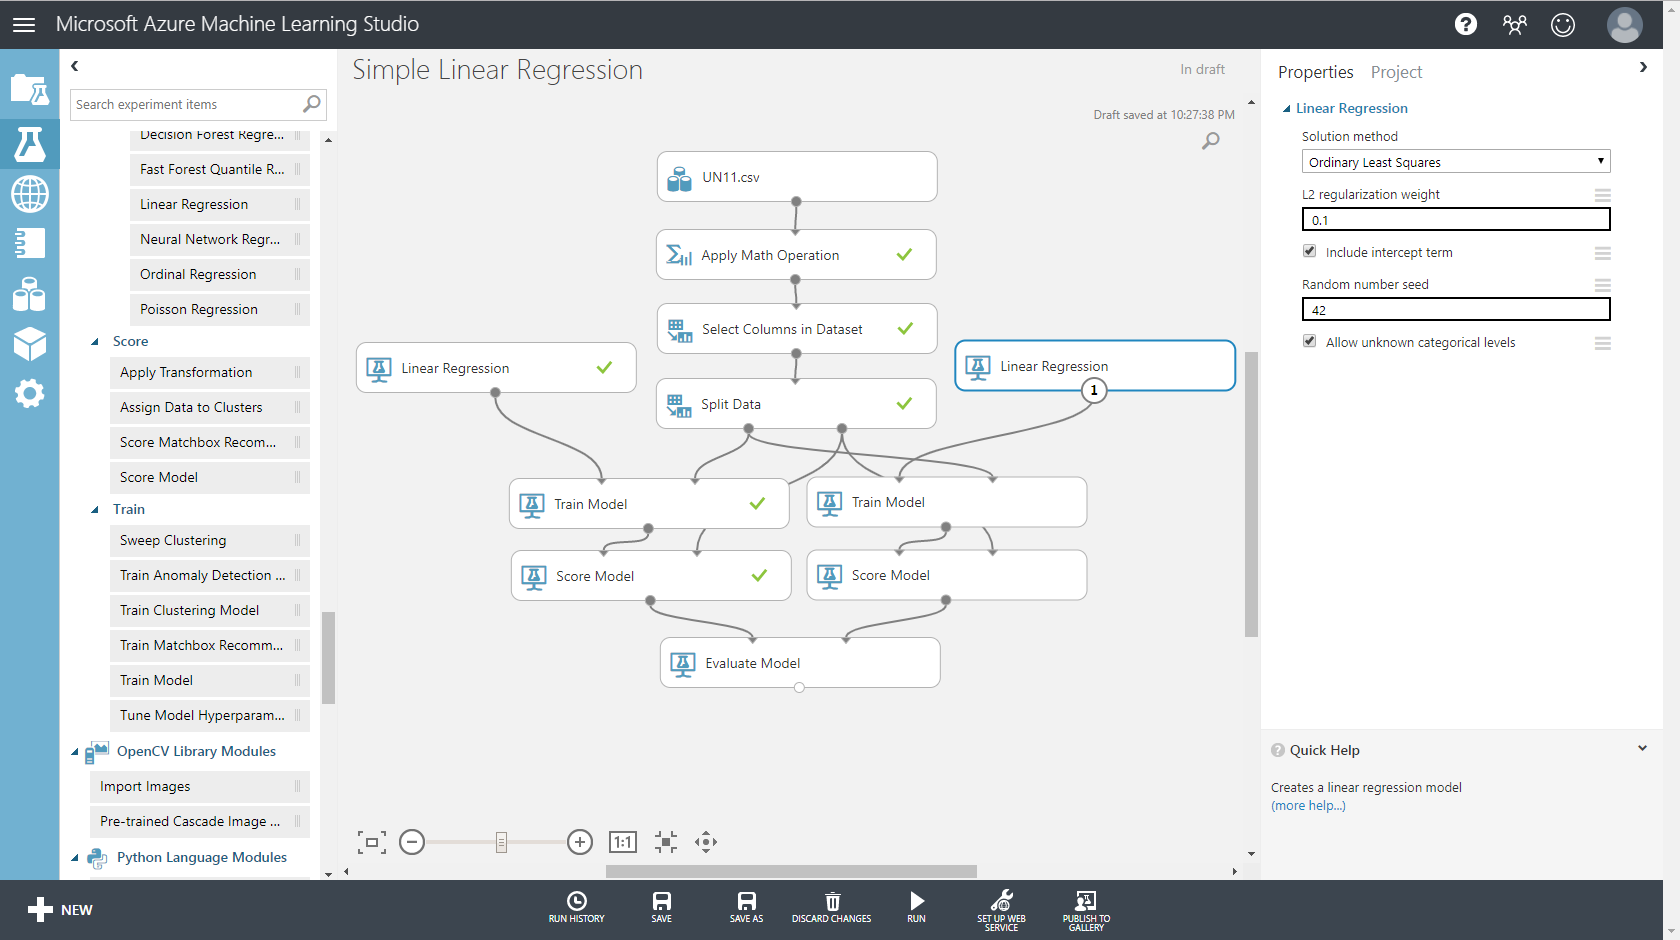 Microsoft Azure Machine Learning Studio
Search experiment items
Decision Forest Regre...
Fast Forest Quantile R...
Linear Regression
Neural Network Regr...
Ordinal Regression
Poisson Regression
Score
Apply Transformation
Assign Data to Clusters
Score Matchbox Recom...
Score Model
Train
Sweep Clustering
Train Anomaly Detection ...
Train Clustering Model
Train Matchbox Recomm...
Train Model
Tune Model Hyperparam...
OpenCV Library Modules
Import Images
Pre-trained Cascade Image ...
Python Language Modules
Simple Linear Regression
In draft
Draft saved at 10:27:38 PM
UN11.csv
Apply Math Operation
Select Columns in Dataset
Linear Regression
Linear Regression
1
Split Data
Train Model
Train Model
Score Model
Score Model
Evaluate Model
1:1
Properties Project
Linear Regression
Solution method
Ordinary Least Squares
L2 regularization weight
0.1
Include intercept term
Random number seed
42
Allow unknown categorical levels
? Quick Help
Creates a linear regression model
(more help...)
NEW
RUN HISTORY
SAVE
SAVE AS
DISCARD CHANGES
RUN
SET UP WEB
SERVICE
PUBLISH TO
GALLERY